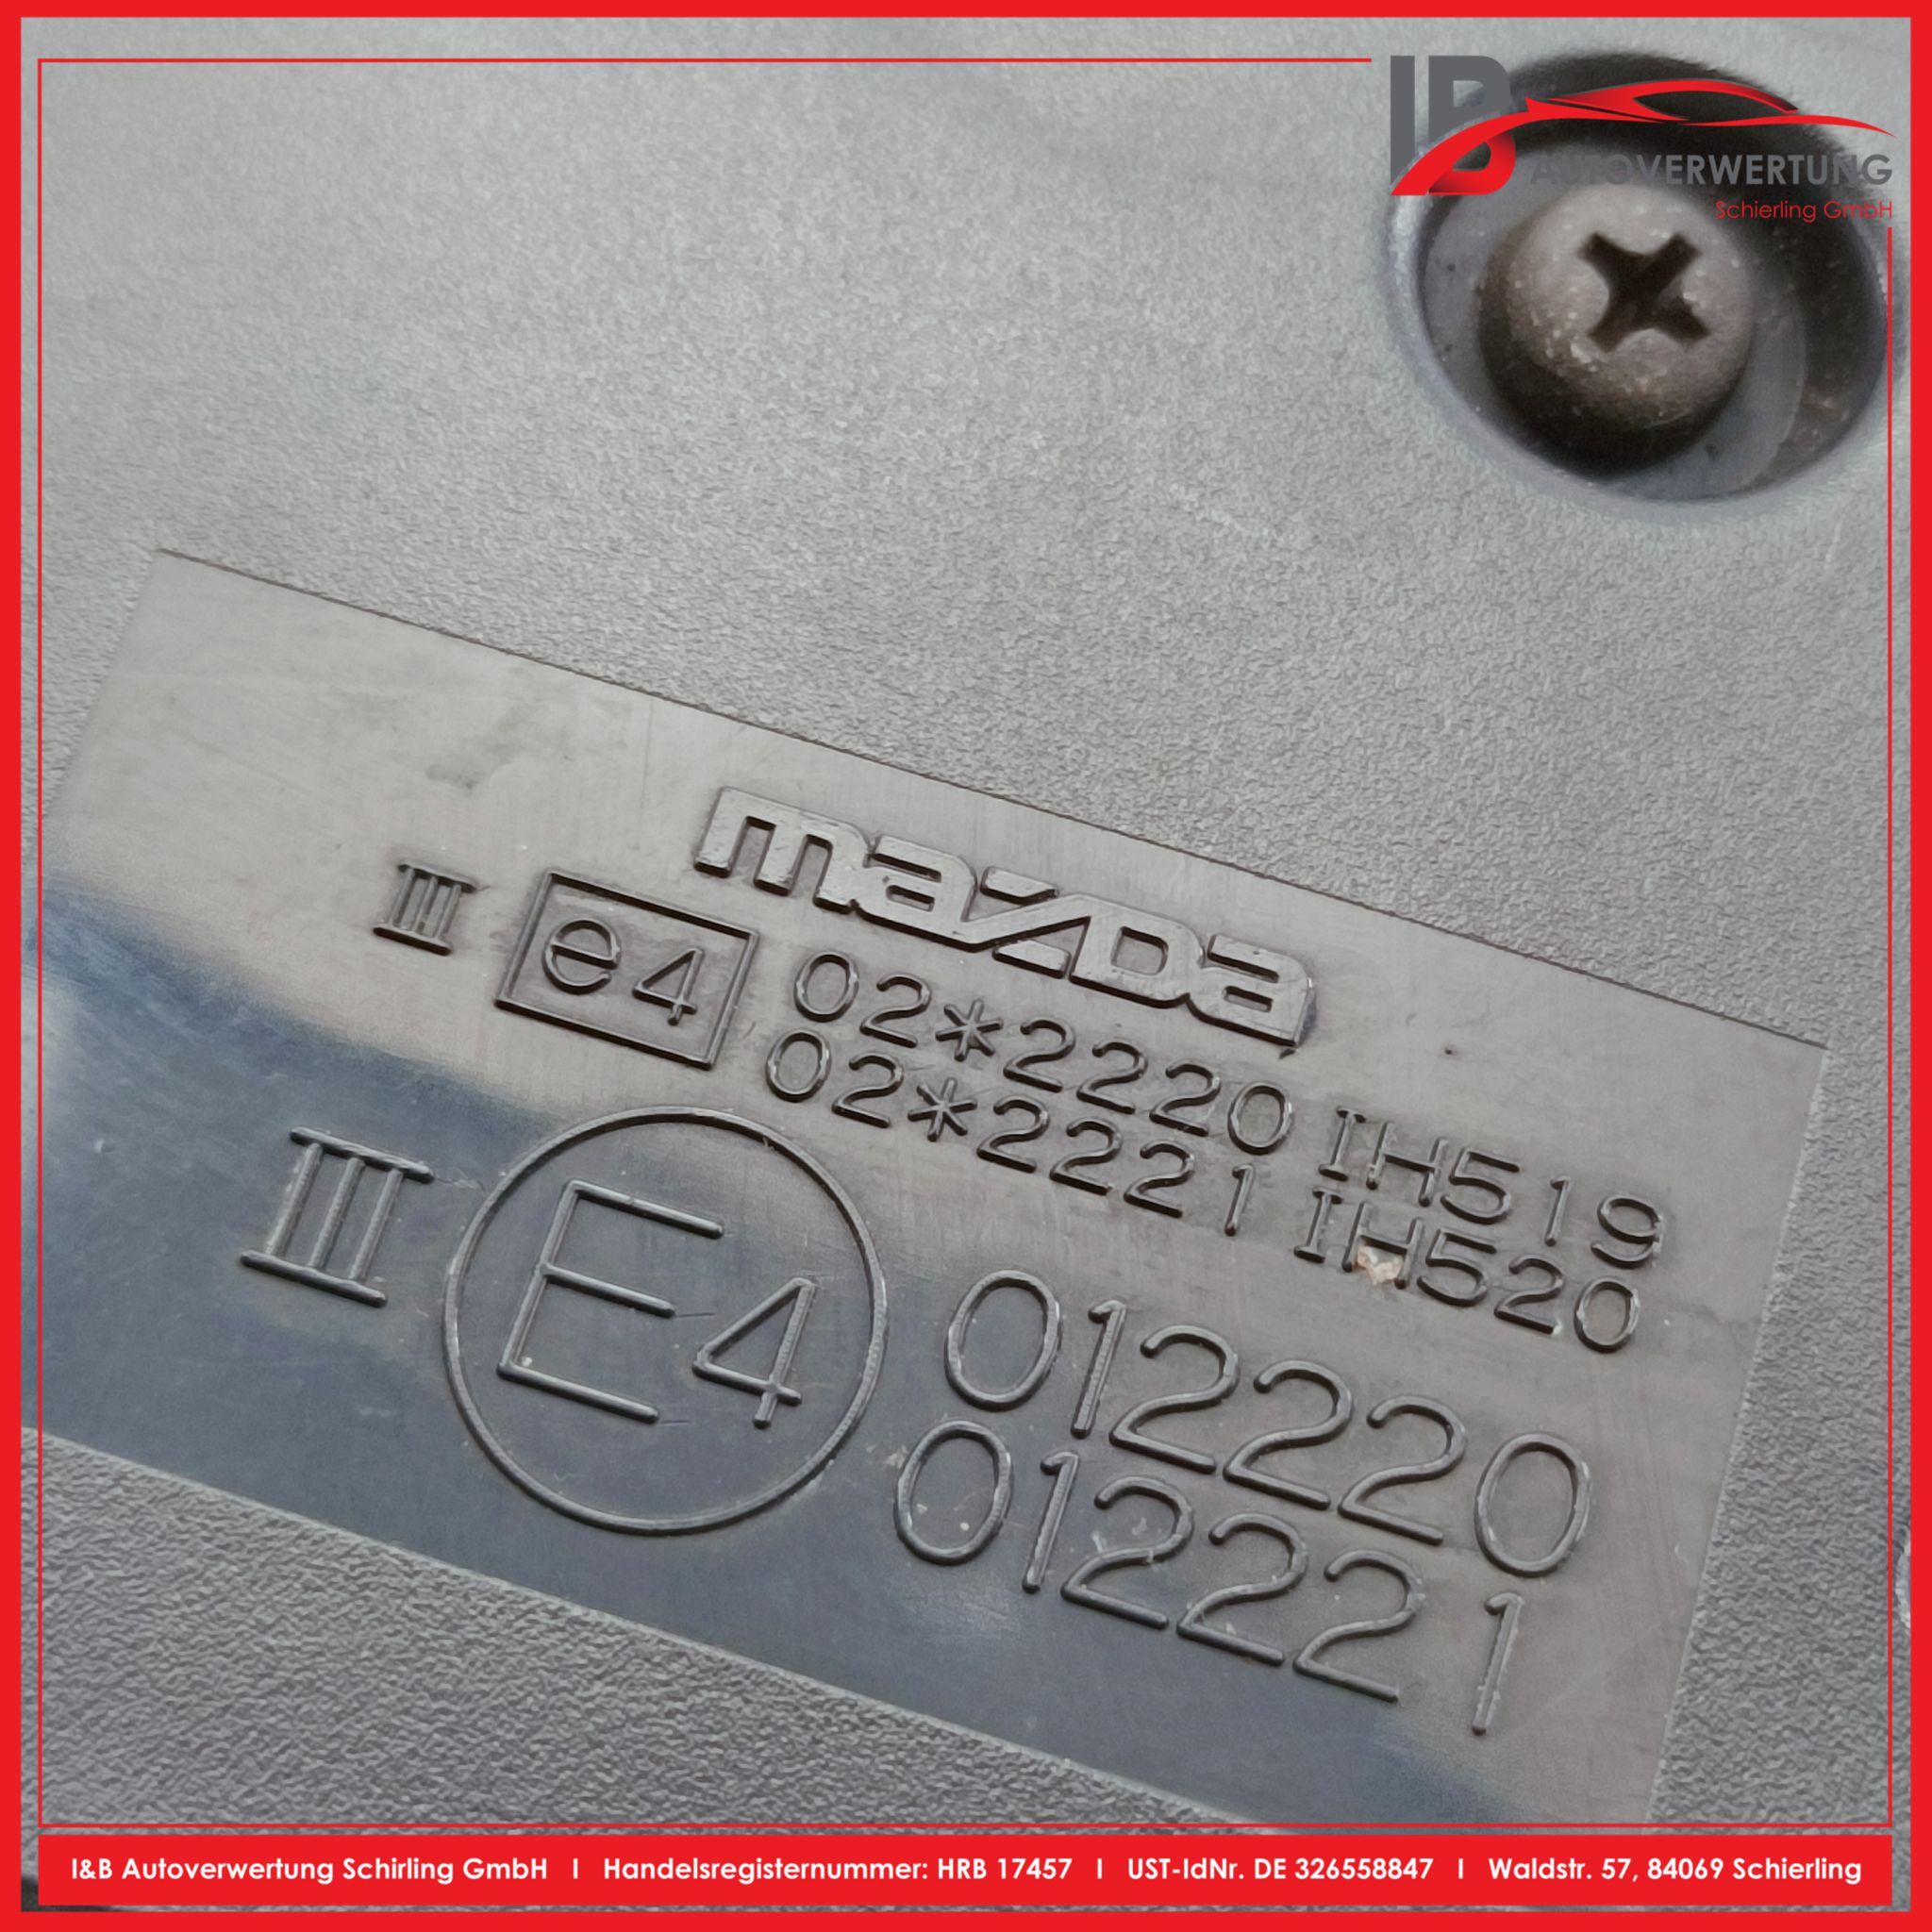 IB
AUTOVERWERTUNG
Schierling GmbH
mazda
III e4 02*2220 IH519
02*2221 IH520
III E4 012220
012221
I&B Autoverwertung Schirling GmbH I Handelsregisternummer: HRB 17457 I UST-IdNr. DE 326558847 I Waldstr. 57, 84069 Schierling